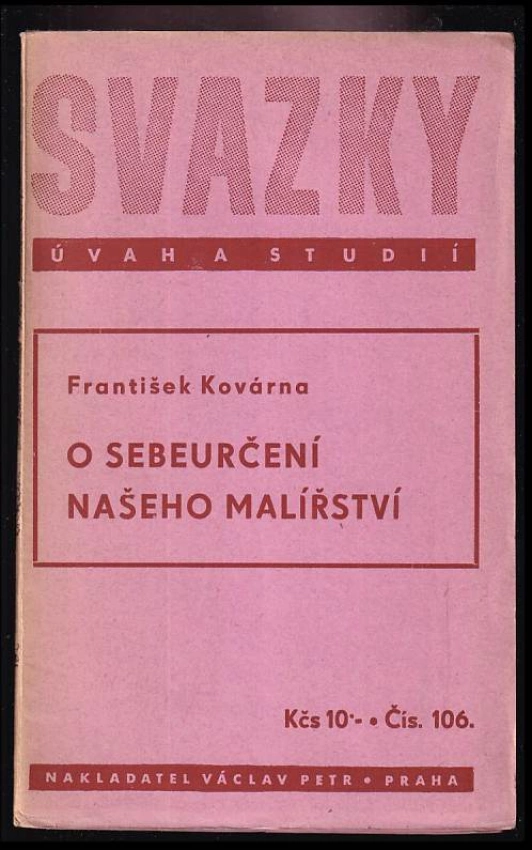 SVAZKY
ÚVAH A STUDIÍ
František Kovárna
O SEBEURČENÍ
NAŠEHO MALÍŘSTVÍ
Kčs 10·- • Čís. 106.
NAKLADATEL VÁCLAV PETR • PRAHA